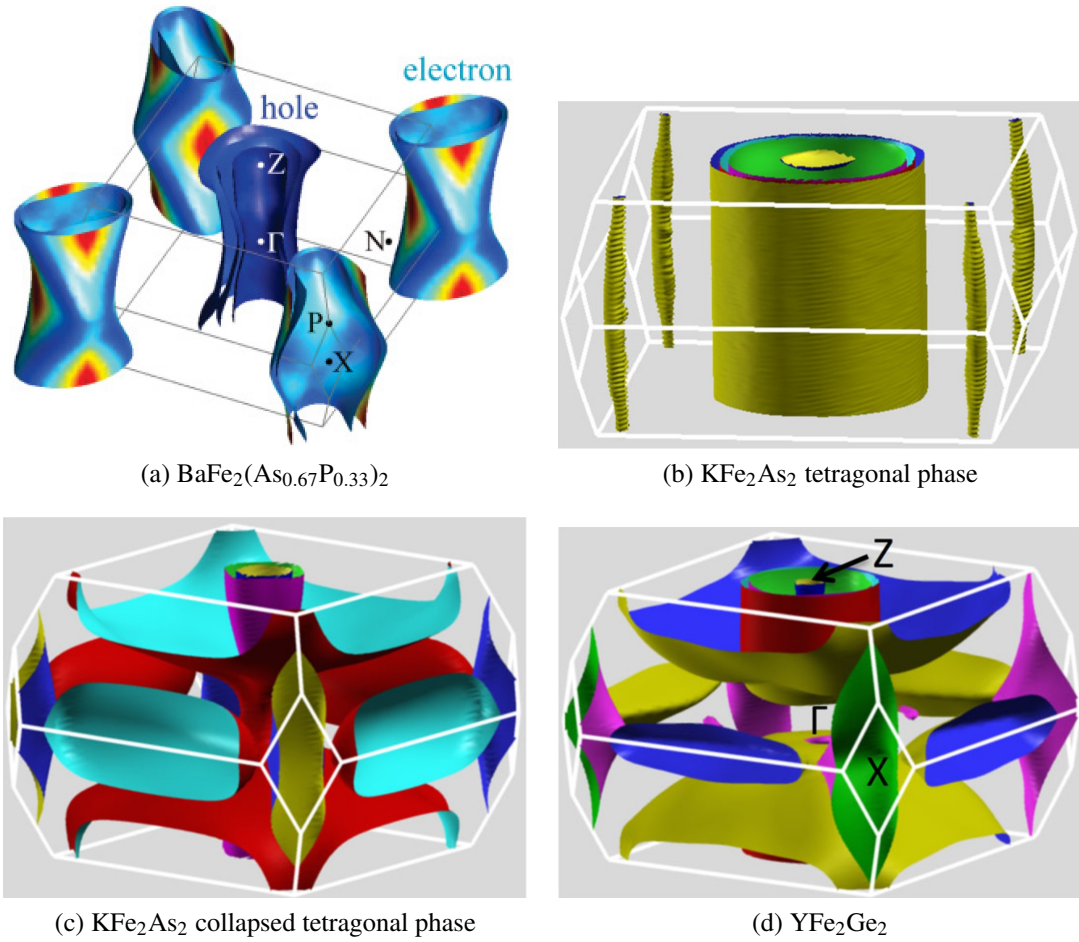 electron
hole
Z
Γ
N
P
X
(a) BaFe₂(As₀.₆₇P₀.₃₃)₂
(b) KFe₂As₂ tetragonal phase
Z
Γ
X
(c) KFe₂As₂ collapsed tetragonal phase
(d) YFe₂Ge₂